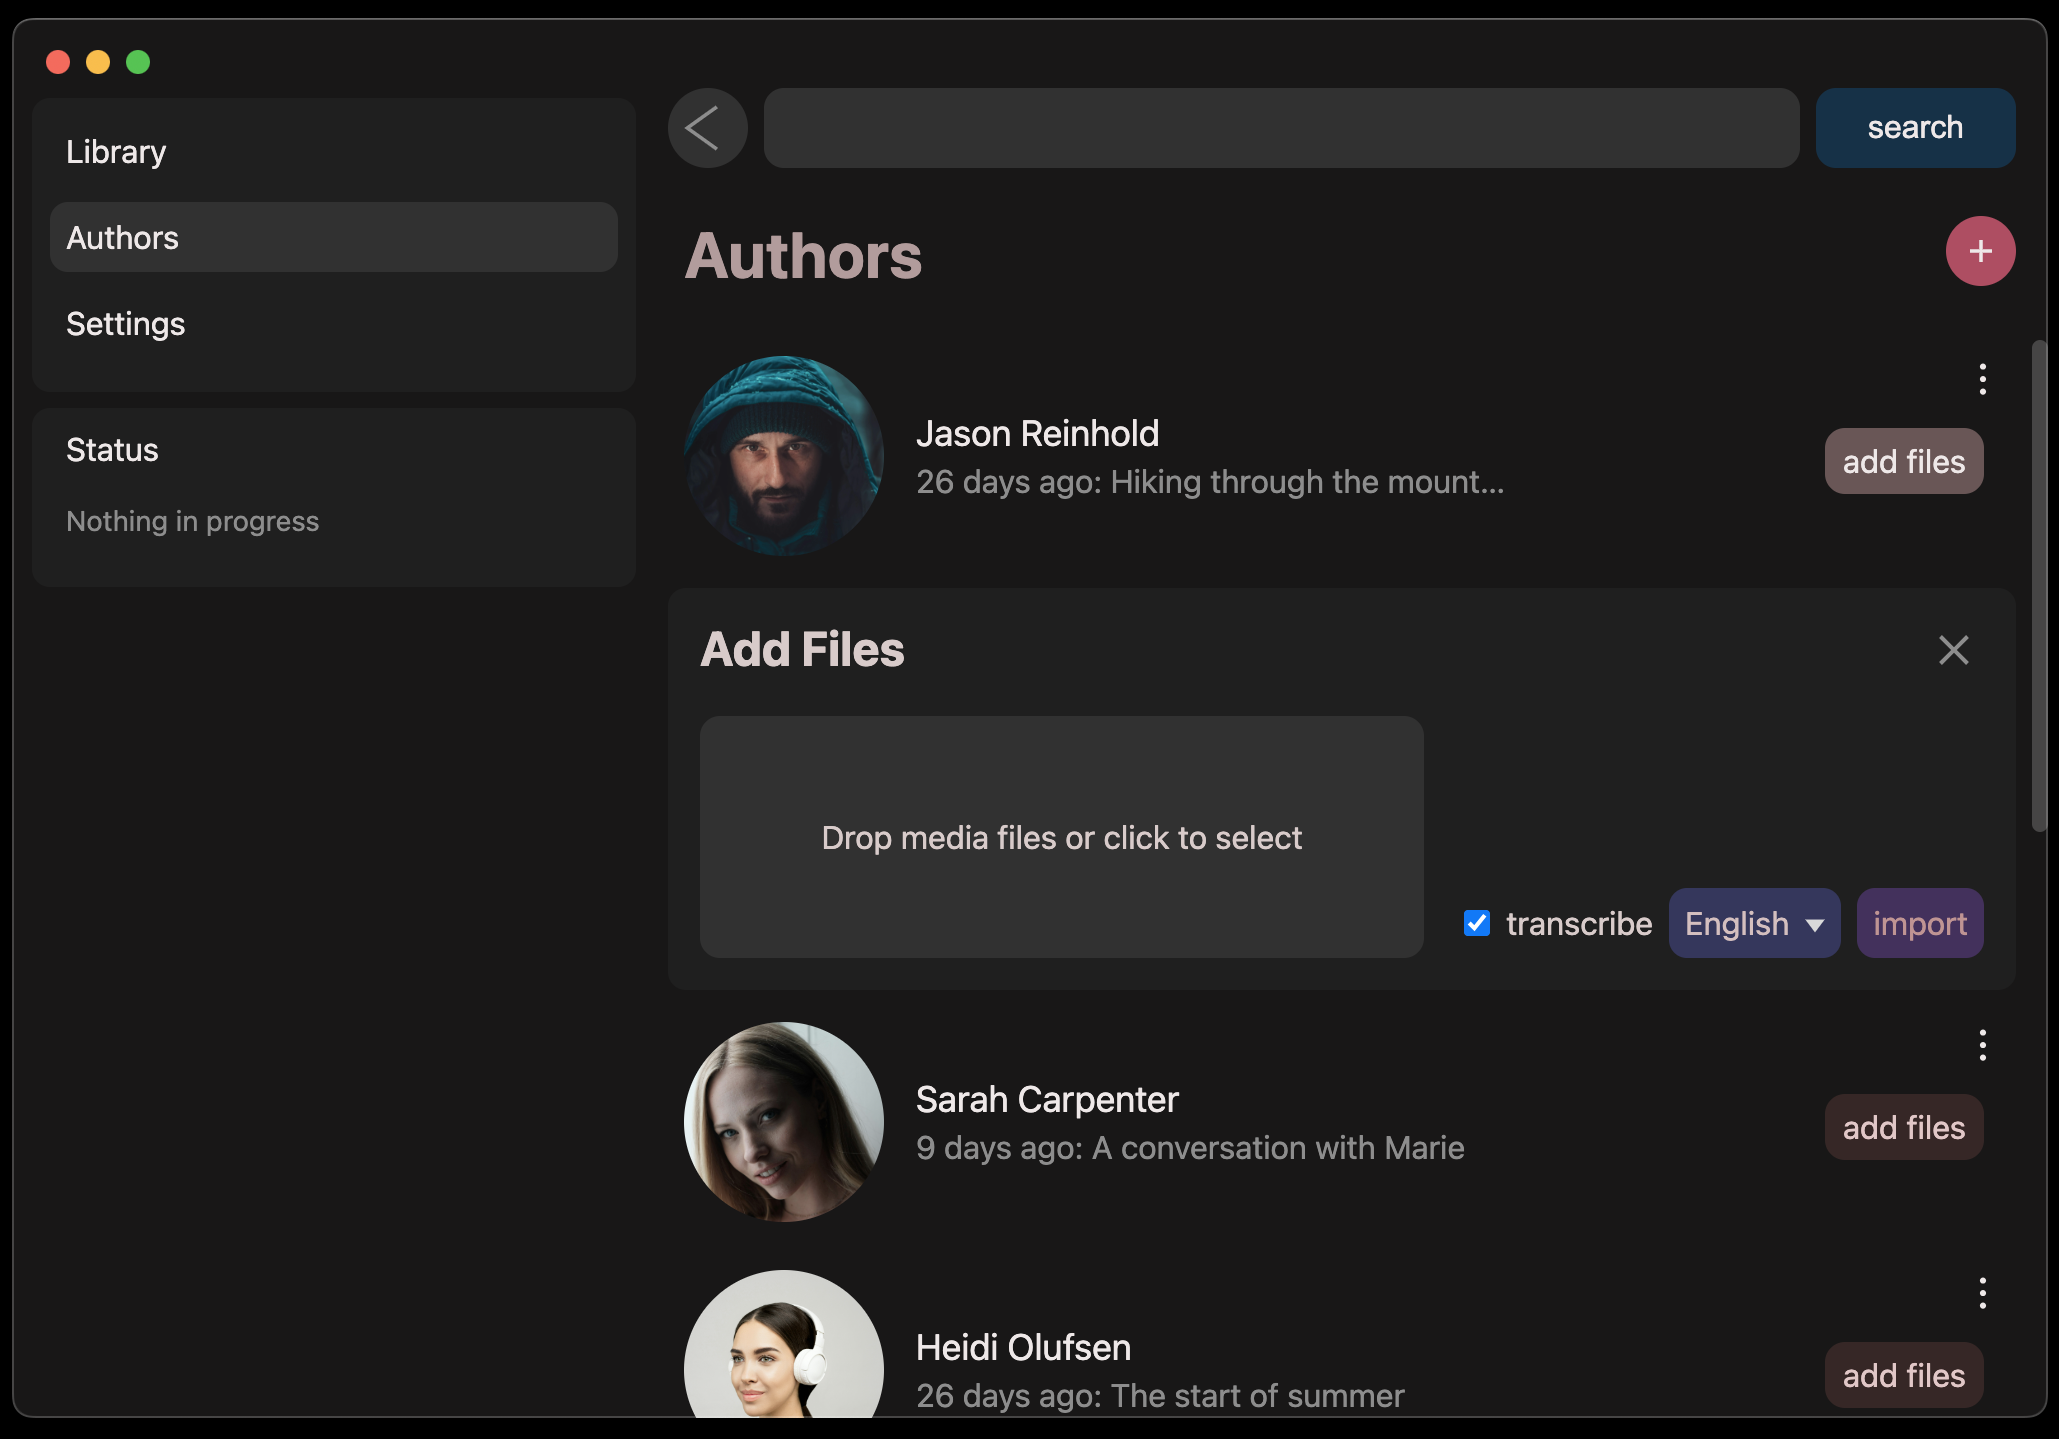 Library
Authors
Settings
Status
Nothing in progress
search
Authors
+
Jason Reinhold
26 days ago: Hiking through the mount...
add files
Add Files
Drop media files or click to select
transcribe
English
import
Sarah Carpenter
9 days ago: A conversation with Marie
add files
Heidi Olufsen
26 days ago: The start of summer
add files